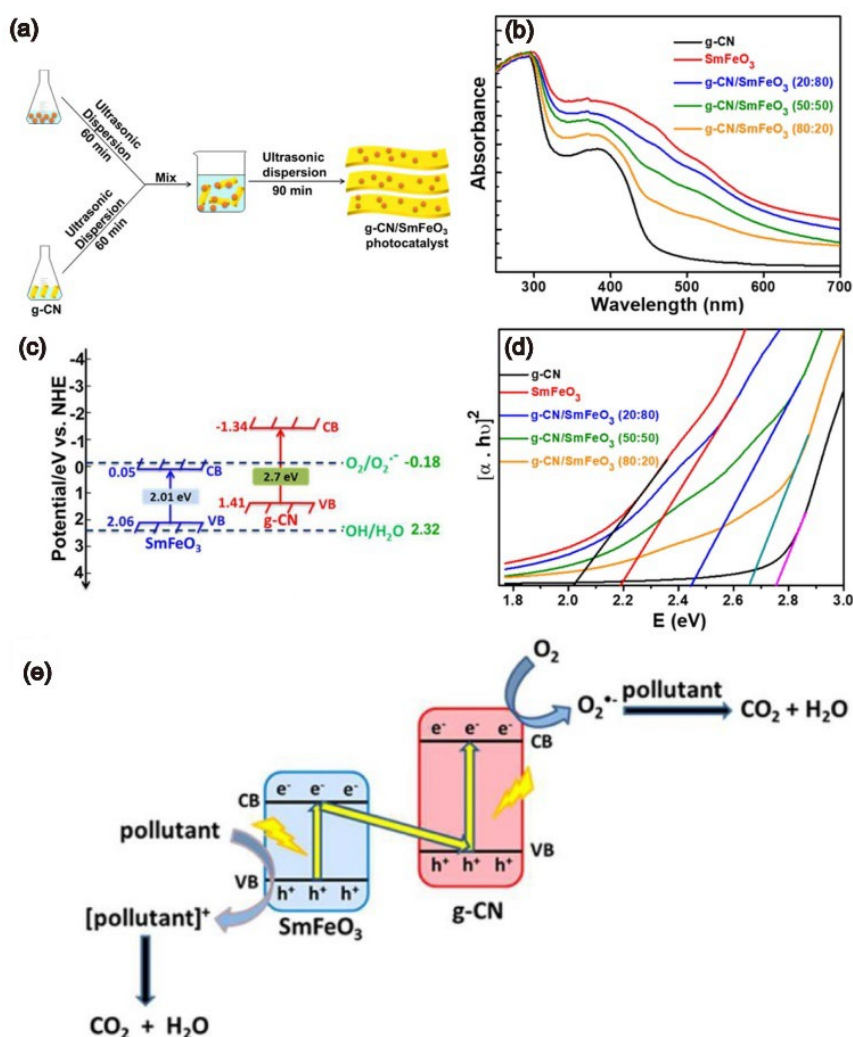 (a)
Ultrasonic
Dispersion
60 min
Ultrasonic
Dispersion
60 min
g-CN
Mix
Ultrasonic
dispersion
90 min
g-CN/SmFeO₃
photocatalyst
(b)
Absorbance
g-CN
SmFeO₃
g-CN/SmFeO₃ (20:80)
g-CN/SmFeO₃ (50:50)
g-CN/SmFeO₃ (80:20)
300 400 500 600 700
Wavelength (nm)
(c)
Potential/eV vs. NHE
-4
-3
-2
-1
0
1
2
3
4
-1.34 CB
0.05 CB
O₂/O₂•- -0.18
2.01 eV
2.7 eV
1.41 VB
g-CN
2.06 VB
SmFeO₃
·OH/H₂O 2.32
(d)
[α . hυ]²
g-CN
SmFeO₃
g-CN/SmFeO₃ (20:80)
g-CN/SmFeO₃ (50:50)
g-CN/SmFeO₃ (80:20)
1.8 2.0 2.2 2.4 2.6 2.8 3.0
E (eV)
(e)
O₂
O₂•- pollutant CO₂ + H₂O
e⁻ e⁻ e⁻
CB
e⁻ e⁻ e⁻
CB
pollutant
VB
h⁺ h⁺ h⁺
g-CN
VB
h⁺ h⁺ h⁺
SmFeO₃
[pollutant]⁺
CO₂ + H₂O